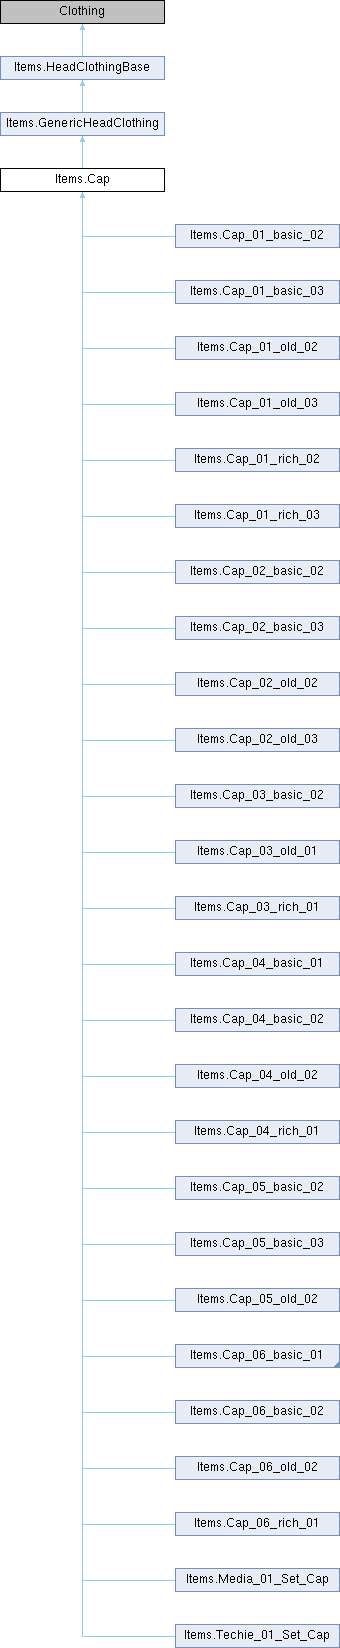 Clothing
Items.HeadClothingBase
Items.GenericHeadClothing
Items.Cap
Items.Cap_01_basic_02
Items.Cap_01_basic_03
Items.Cap_01_old_02
Items.Cap_01_old_03
Items.Cap_01_rich_02
Items.Cap_01_rich_03
Items.Cap_02_basic_02
Items.Cap_02_basic_03
Items.Cap_02_old_02
Items.Cap_02_old_03
Items.Cap_03_basic_02
Items.Cap_03_old_01
Items.Cap_03_rich_01
Items.Cap_04_basic_01
Items.Cap_04_basic_02
Items.Cap_04_old_02
Items.Cap_04_rich_01
Items.Cap_05_basic_02
Items.Cap_05_basic_03
Items.Cap_05_old_02
Items.Cap_06_basic_01
Items.Cap_06_basic_02
Items.Cap_06_old_02
Items.Cap_06_rich_01
Items.Media_01_Set_Cap
Items.Techie_01_Set_Cap